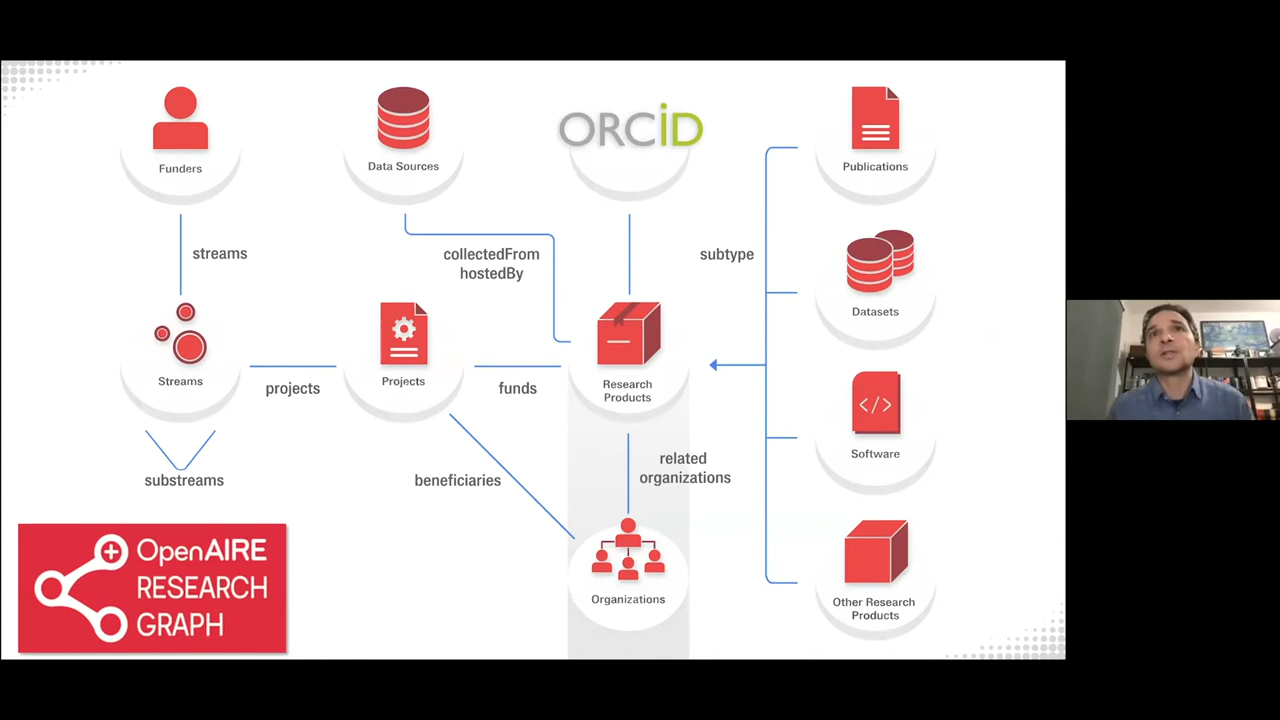 Funders
Data Sources
ORCID
Publications
streams
collectedFrom
hostedBy
subtype
Datasets
Streams
projects
Projects
funds
Research
Products
substreams
beneficiaries
related
organizations
Software
</>
OpenAIRE
RESEARCH
GRAPH
Organizations
Other Research
Products